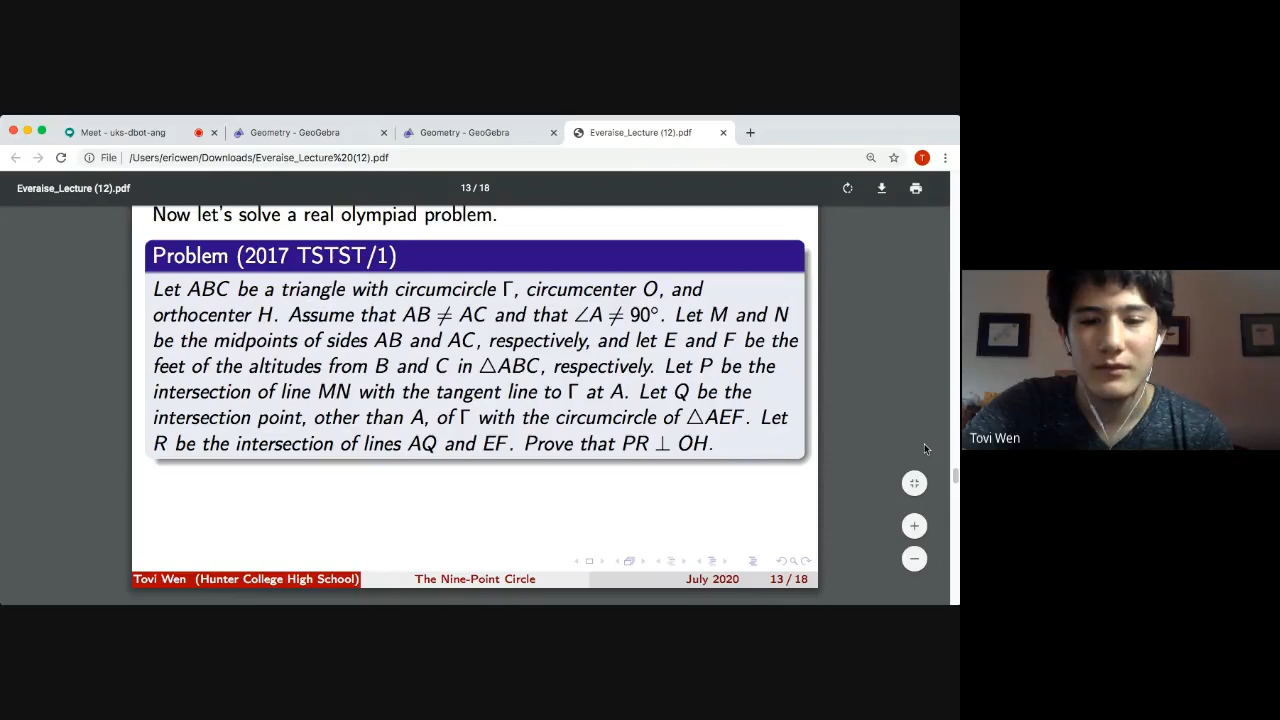 Meet - uks-dbot-ang
Geometry - GeoGebra
Geometry - GeoGebra
Everaise_Lecture (12).pdf
File
/Users/ericwen/Downloads/Everaise_Lecture%20(12).pdf
T
Everaise_Lecture (12).pdf
13 / 18
Now let's solve a real olympiad problem.
Problem (2017 TSTST/1)
Let ABC be a triangle with circumcircle Γ, circumcenter O, and
orthocenter H. Assume that AB ≠ AC and that ∠A ≠ 90°. Let M and N
be the midpoints of sides AB and AC, respectively, and let E and F be the
feet of the altitudes from B and C in △ABC, respectively. Let P be the
intersection of line MN with the tangent line to Γ at A. Let Q be the
intersection point, other than A, of Γ with the circumcircle of △AEF. Let
R be the intersection of lines AQ and EF. Prove that PR ⊥ OH.
Tovi Wen (Hunter College High School)
The Nine-Point Circle
July 2020
13 / 18
Tovi Wen